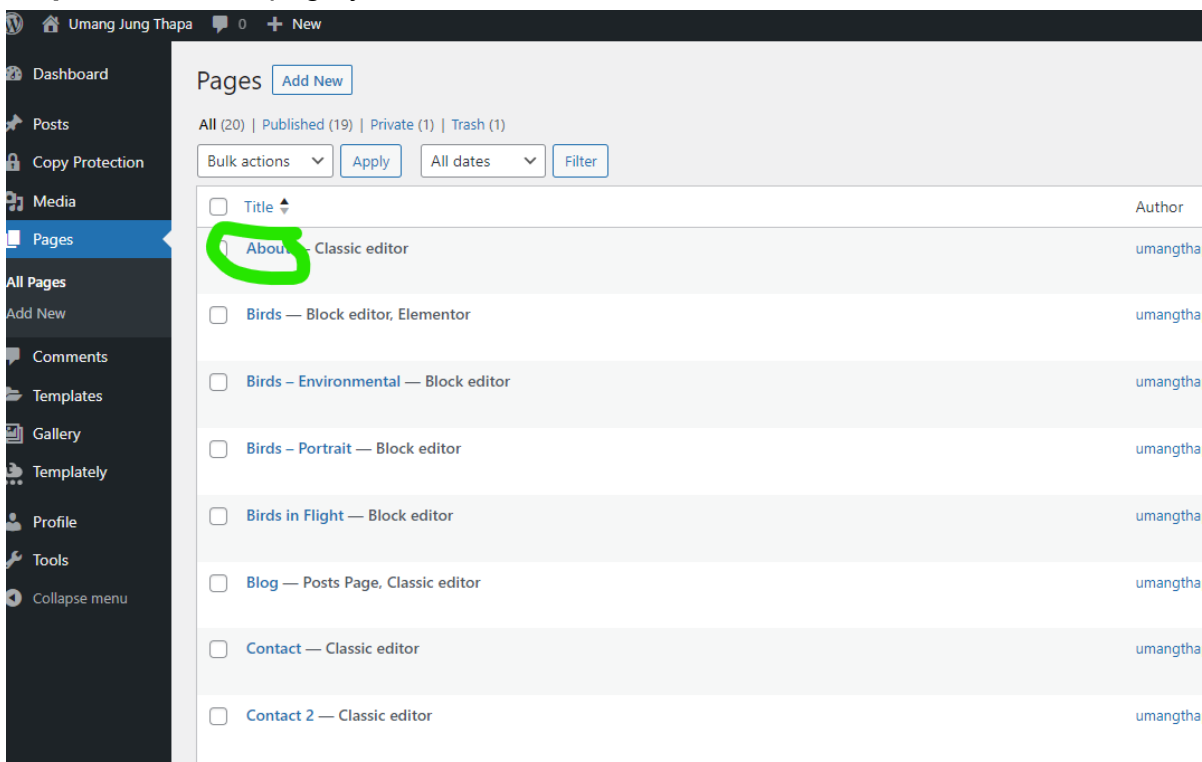 Umang Jung Thapa 0 + New
Dashboard
Posts
Copy Protection
Media
Pages
All Pages
Add New
Comments
Templates
Gallery
Templately
Profile
Tools
Collapse menu
Pages Add New
All (20) | Published (19) | Private (1) | Trash (1)
Bulk actions Apply All dates Filter
Title Author
About — Classic editor umangtha
Birds — Block editor, Elementor umangtha
Birds – Environmental — Block editor umangtha
Birds – Portrait — Block editor umangtha
Birds in Flight — Block editor umangtha
Blog — Posts Page, Classic editor umangtha
Contact — Classic editor umangtha
Contact 2 — Classic editor umangtha